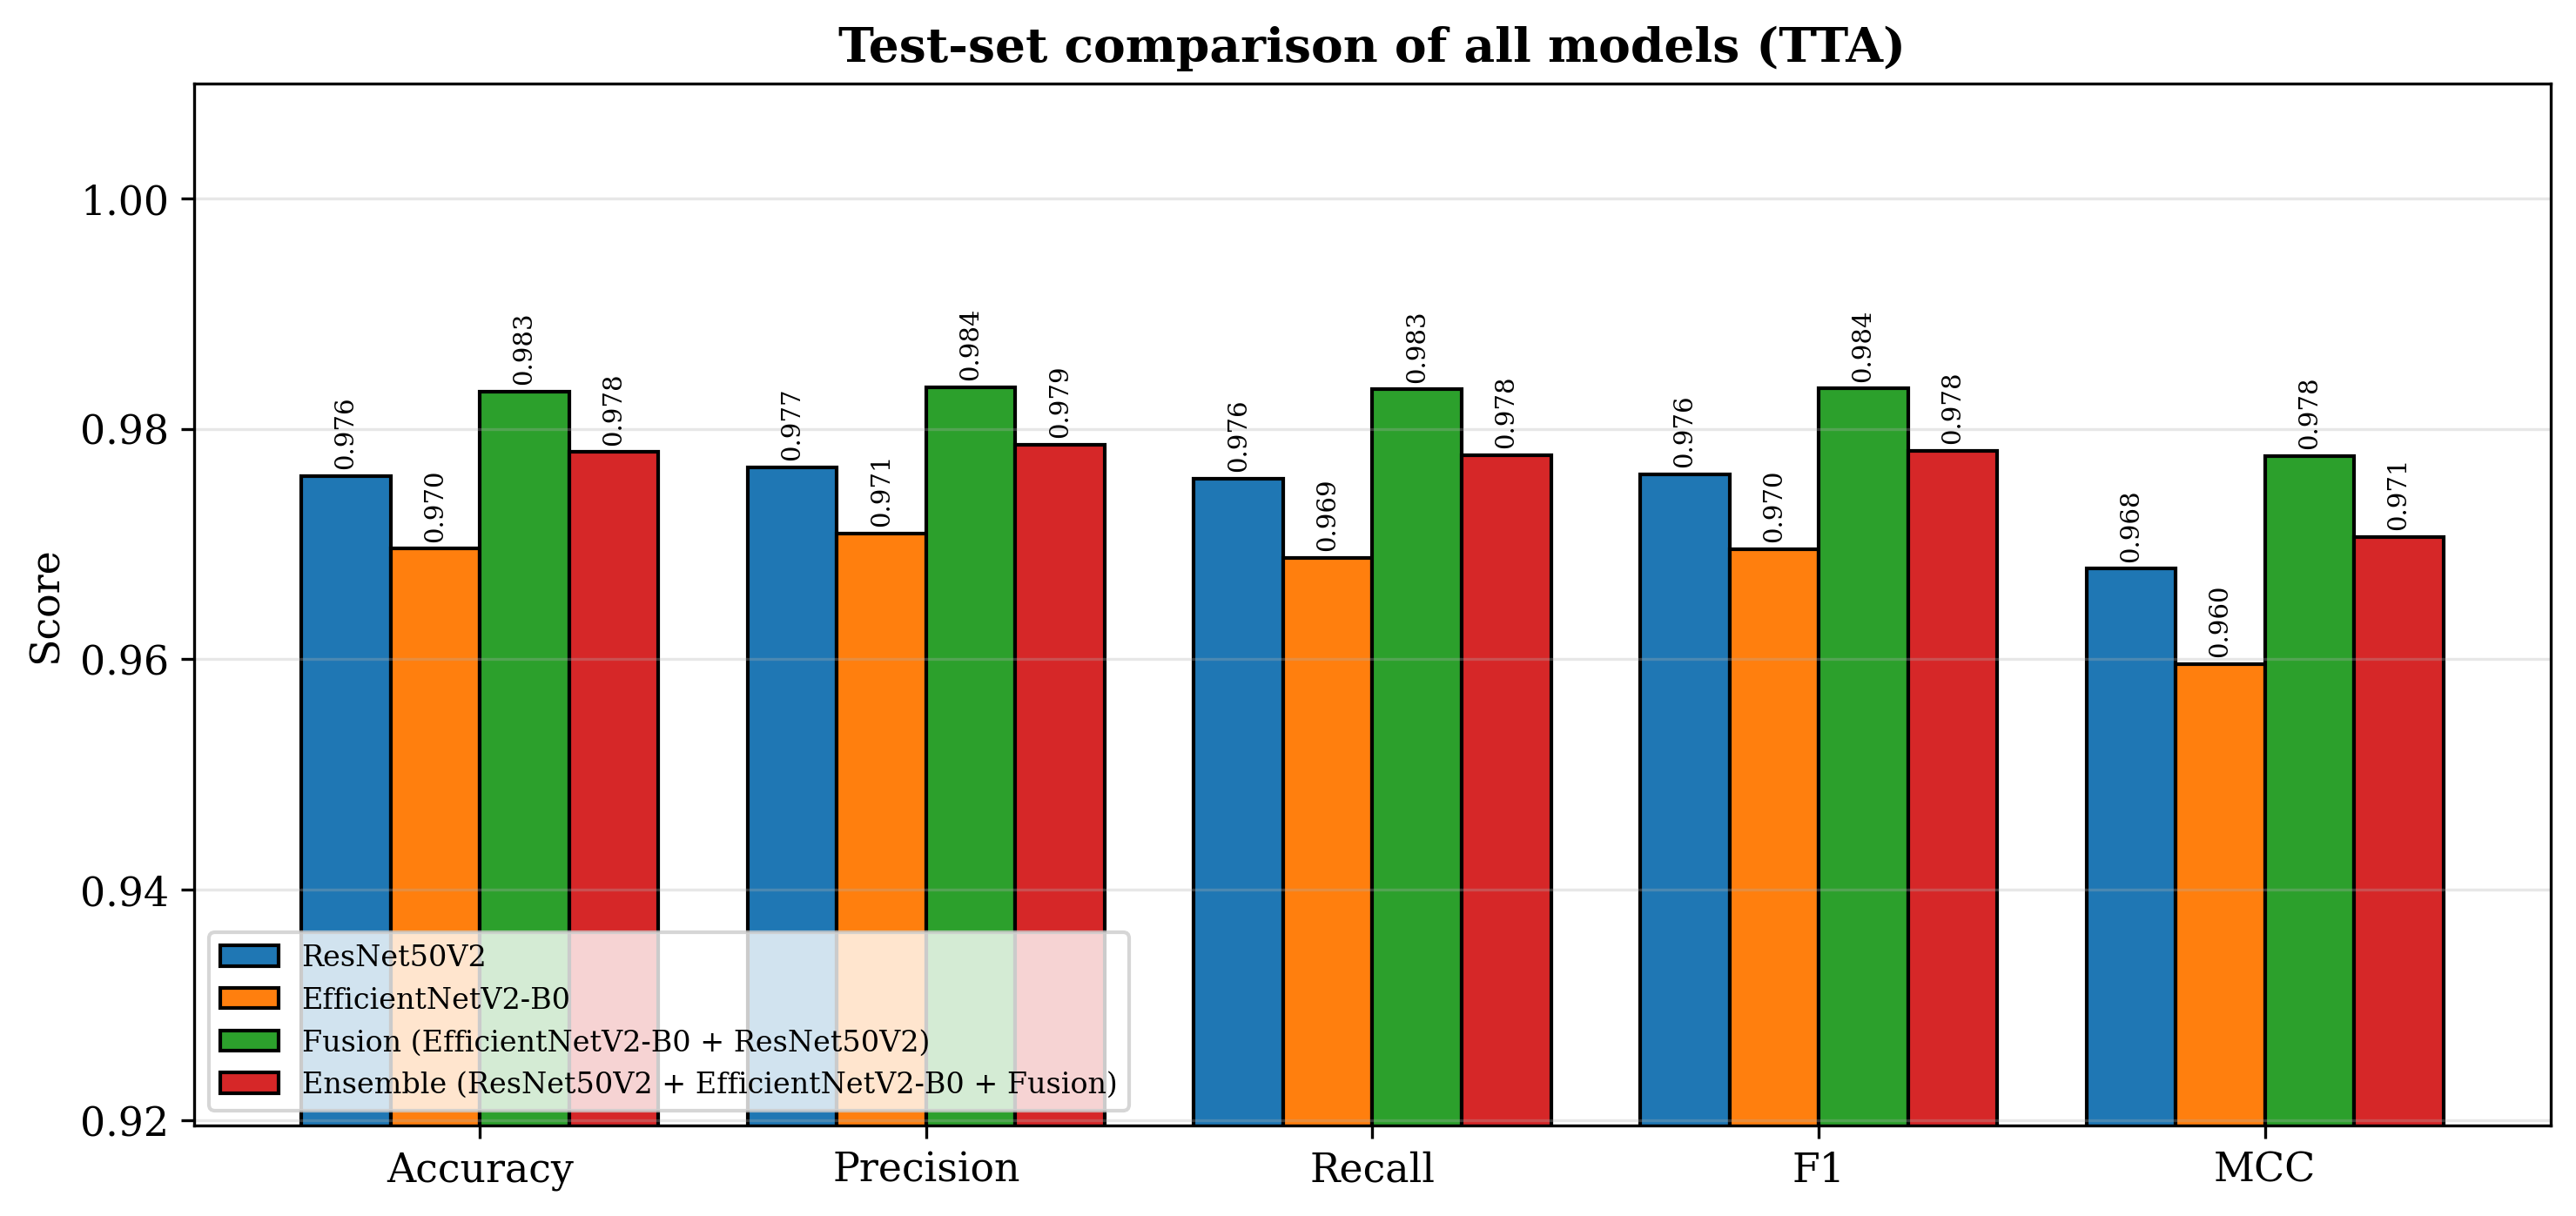 Test-set comparison of all models (TTA)
Score
1.00
0.98
0.96
0.94
0.92
0.976
0.970
0.983
0.978
0.977
0.971
0.984
0.979
0.976
0.969
0.983
0.978
0.976
0.970
0.984
0.978
0.968
0.960
0.978
0.971
ResNet50V2
EfficientNetV2-B0
Fusion (EfficientNetV2-B0 + ResNet50V2)
Ensemble (ResNet50V2 + EfficientNetV2-B0 + Fusion)
Accuracy
Precision
Recall
F1
MCC